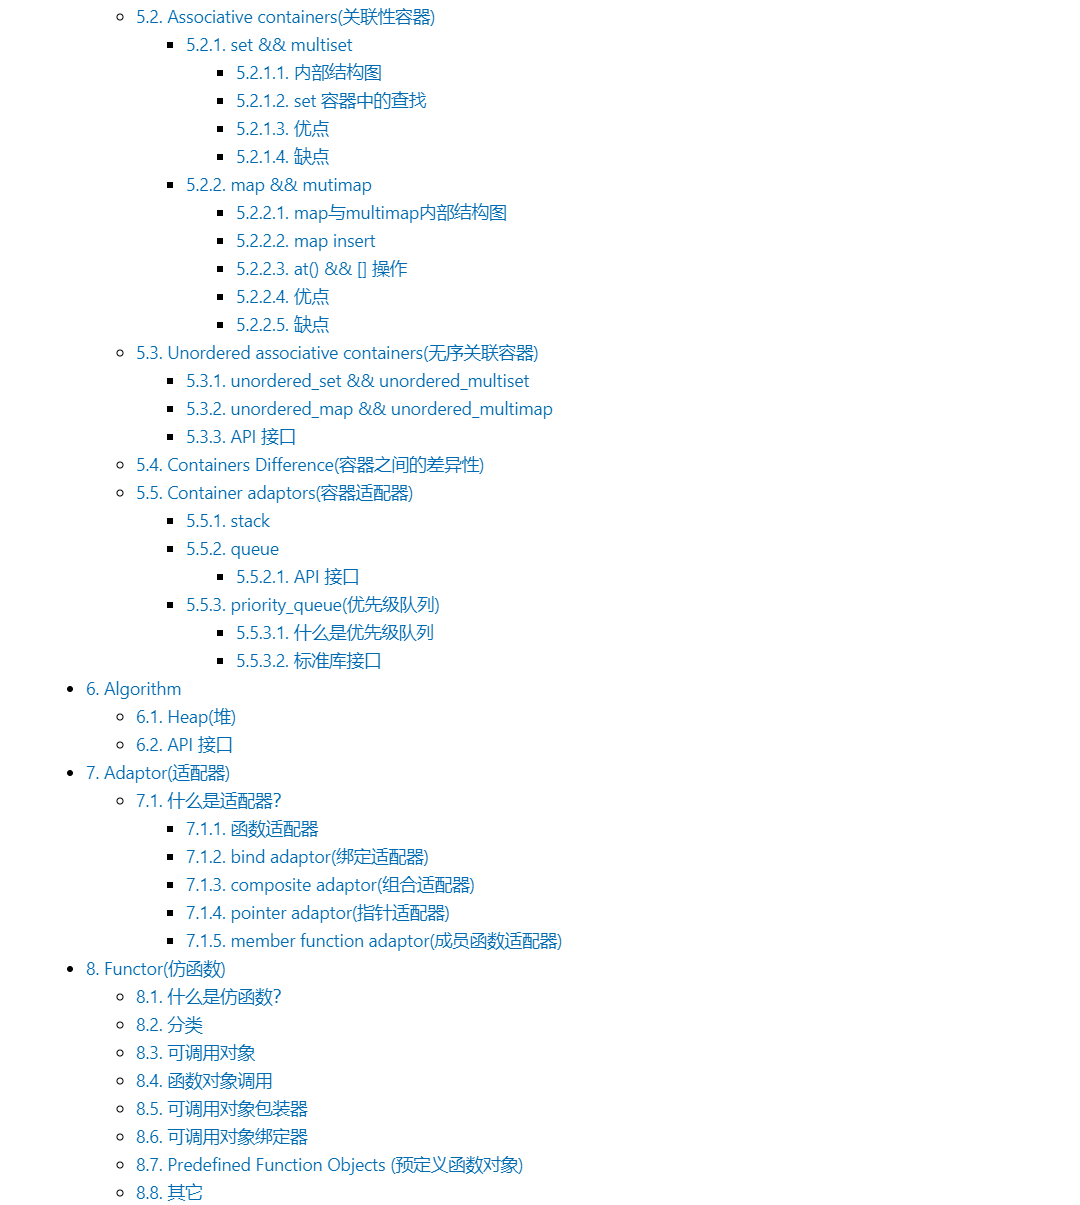 5.2. Associative containers(关联性容器)
5.2.1. set && multiset
5.2.1.1. 内部结构图
5.2.1.2. set 容器中的查找
5.2.1.3. 优点
5.2.1.4. 缺点
5.2.2. map && mutimap
5.2.2.1. map与multimap内部结构图
5.2.2.2. map insert
5.2.2.3. at() && [] 操作
5.2.2.4. 优点
5.2.2.5. 缺点
5.3. Unordered associative containers(无序关联容器)
5.3.1. unordered_set && unordered_multiset
5.3.2. unordered_map && unordered_multimap
5.3.3. API 接口
5.4. Containers Difference(容器之间的差异性)
5.5. Container adaptors(容器适配器)
5.5.1. stack
5.5.2. queue
5.5.2.1. API 接口
5.5.3. priority_queue(优先级队列)
5.5.3.1. 什么是优先级队列
5.5.3.2. 标准库接口
6. Algorithm
6.1. Heap(堆)
6.2. API 接口
7. Adaptor(适配器)
7.1. 什么是适配器？
7.1.1. 函数适配器
7.1.2. bind adaptor(绑定适配器)
7.1.3. composite adaptor(组合适配器)
7.1.4. pointer adaptor(指针适配器)
7.1.5. member function adaptor(成员函数适配器)
8. Functor(仿函数)
8.1. 什么是仿函数？
8.2. 分类
8.3. 可调用对象
8.4. 函数对象调用
8.5. 可调用对象包装器
8.6. 可调用对象绑定器
8.7. Predefined Function Objects (预定义函数对象)
8.8. 其它